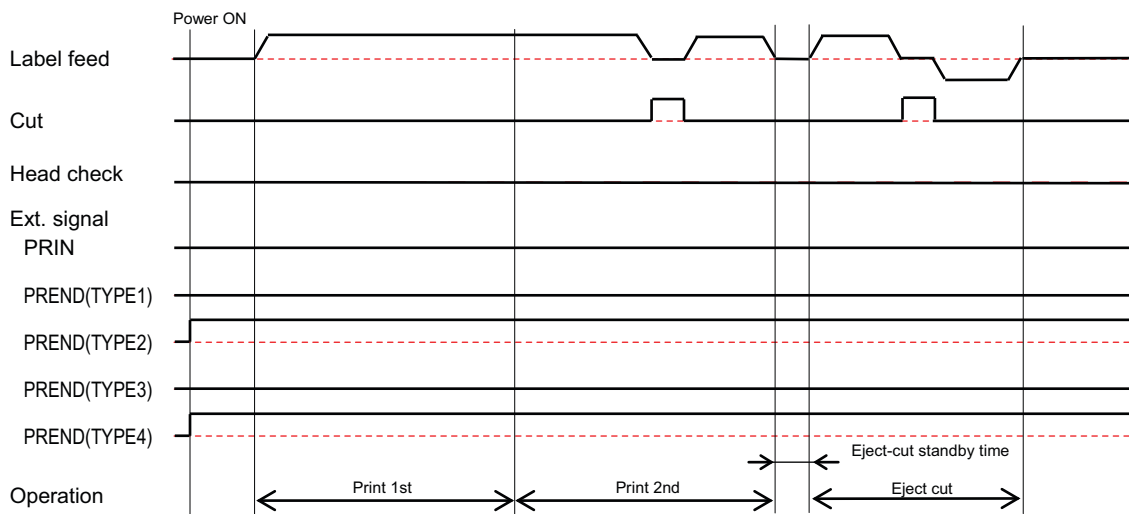 Power ON
Label feed
Cut
Head check
Ext. signal
PRIN
PREND(TYPE1)
PREND(TYPE2)
PREND(TYPE3)
PREND(TYPE4)
Eject-cut standby time
Operation Print 1st Print 2nd Eject cut